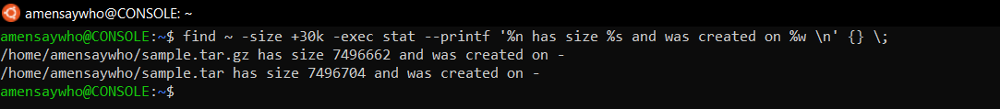 amensaywho@CONSOLE: ~
amensaywho@CONSOLE:~$ find ~ -size +30k -exec stat --printf '%n has size %s and was created on %w \n' {} \;
/home/amensaywho/sample.tar.gz has size 7496662 and was created on -
/home/amensaywho/sample.tar has size 7496704 and was created on -
amensaywho@CONSOLE:~$